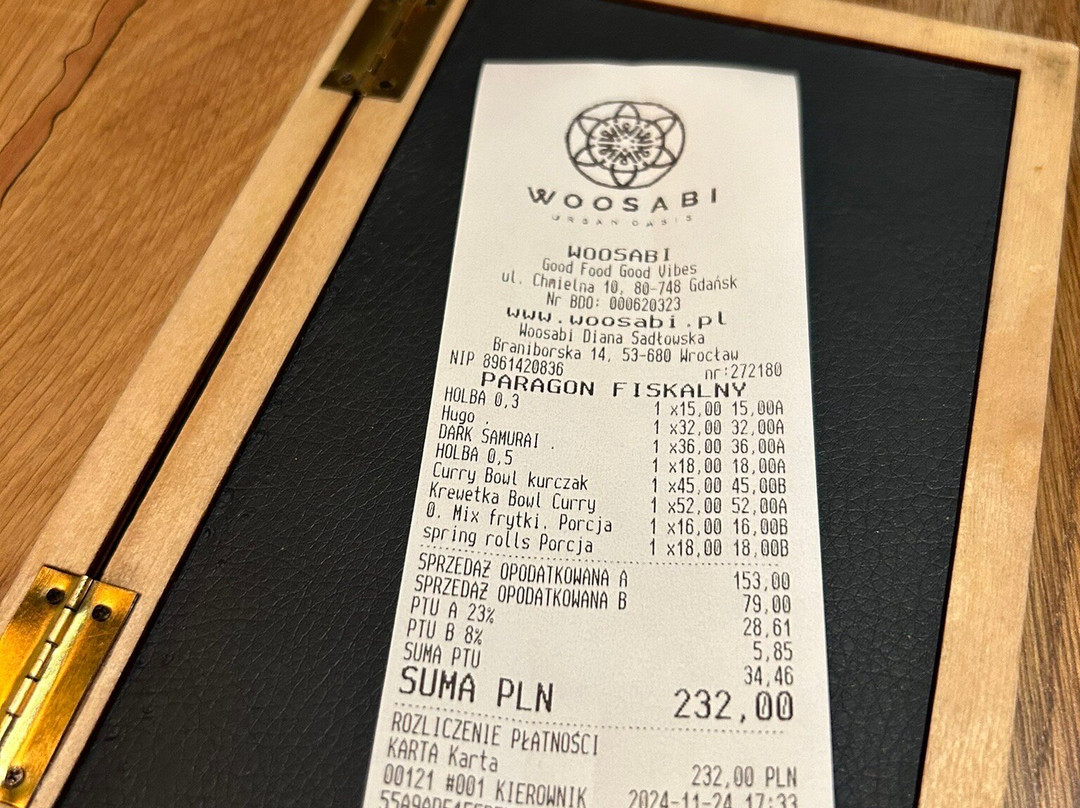 WOOSABI
URBAN OASIS
WOOSABI
Good Food Good Vibes
ul. Chmielna 10, 80-748 Gdańsk
Nr BDO: 000620323
www.woosabi.pl
Woosabi Diana Sadłowska
Braniborska 14, 53-680 Wrocław
NIP 8961420836 nr:272180
PARAGON FISKALNY
HOLBA 0,3 1 x15,00 15,00A
Hugo . 1 x32,00 32,00A
DARK SAMURAI . 1 x36,00 36,00A
HOLBA 0,5 1 x18,00 18,00A
Curry Bowl kurczak 1 x45,00 45,00B
Krewetka Bowl Curry 1 x52,00 52,00A
0. Mix frytki. Porcja 1 x16,00 16,00B
spring rolls Porcja 1 x18,00 18,00B
SPRZEDAŻ OPODATKOWANA A 153,00
SPRZEDAŻ OPODATKOWANA B 79,00
PTU A 23% 28,61
PTU B 8% 5,85
SUMA PTU 34,46
SUMA PLN 232,00
ROZLICZENIE PŁATNOŚCI
KARTA Karta 232,00 PLN
00121 #001 KIEROWNIK 2024-11-24 17:33